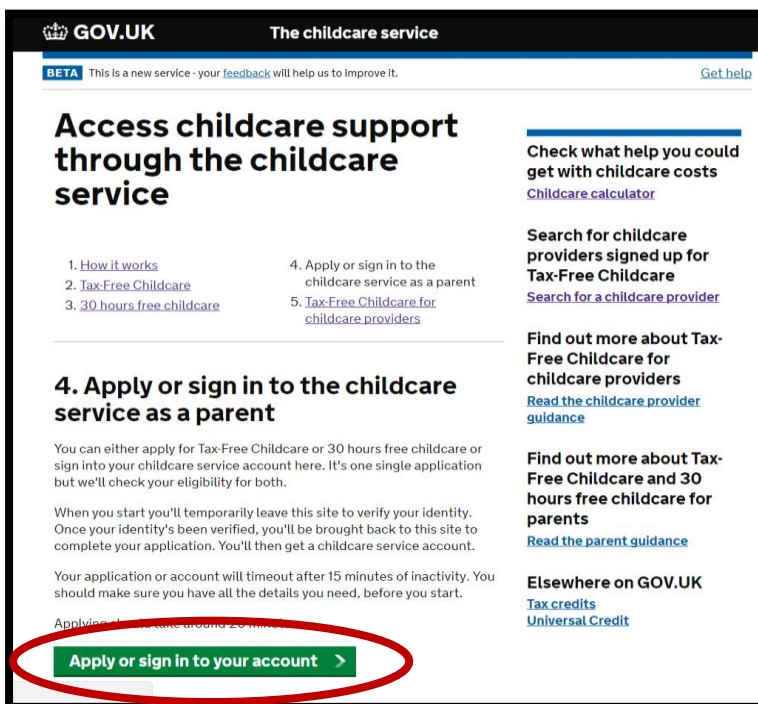 GOV.UK
The childcare service
BETA This is a new service - your feedback will help us to improve it.
Get help
Access childcare support
through the childcare
service
1. How it works
2. Tax-Free Childcare
3. 30 hours free childcare
4. Apply or sign in to the
childcare service as a parent
5. Tax-Free Childcare for
childcare providers
4. Apply or sign in to the childcare
service as a parent
You can either apply for Tax-Free Childcare or 30 hours free childcare or
sign into your childcare service account here. It's one single application
but we'll check your eligibility for both.
When you start you'll temporarily leave this site to verify your identity.
Once your identity's been verified, you'll be brought back to this site to
complete your application. You'll then get a childcare service account.
Your application or account will timeout after 15 minutes of inactivity. You
should make sure you have all the details you need, before you start.
Applying should take around 20 minutes
Apply or sign in to your account
Check what help you could
get with childcare costs
Childcare calculator
Search for childcare
providers signed up for
Tax-Free Childcare
Search for a childcare provider
Find out more about Tax-
Free Childcare for
childcare providers
Read the childcare provider
guidance
Find out more about Tax-
Free Childcare and 30
hours free childcare for
parents
Read the parent guidance
Elsewhere on GOV.UK
Tax credits
Universal Credit